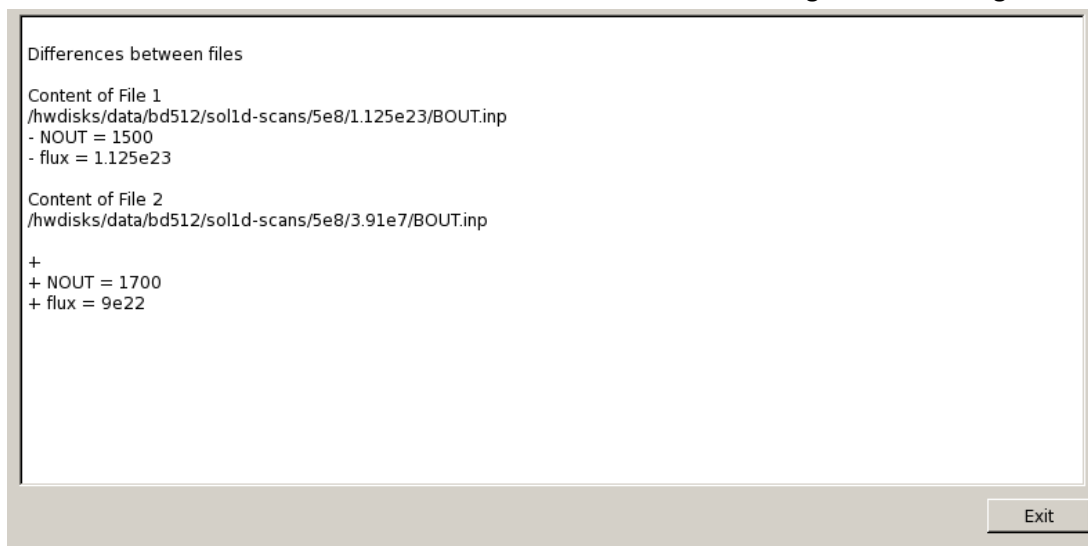 Differences between files
Content of File 1
/hwdisks/data/bd512/sol1d-scans/5e8/1.125e23/BOUT.inp
- NOUT = 1500
- flux = 1.125e23
Content of File 2
/hwdisks/data/bd512/sol1d-scans/5e8/3.91e7/BOUT.inp
+
+ NOUT = 1700
+ flux = 9e22
Exit